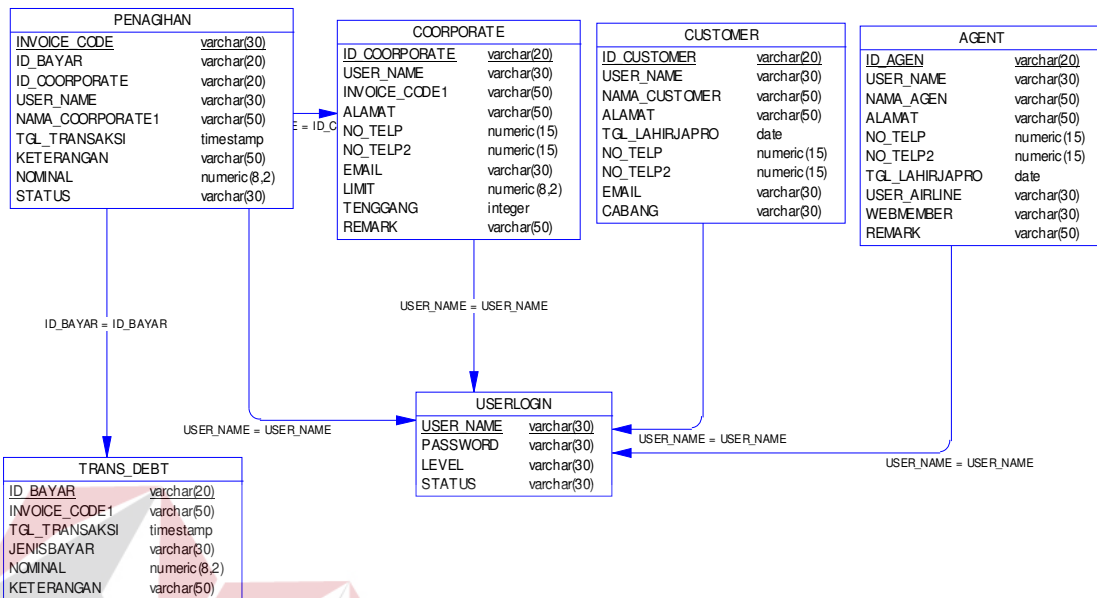 PENAGIHAN
INVOICE_CODE varchar(30)
ID_BAYAR varchar(20)
ID_COORPORATE varchar(20)
USER_NAME varchar(30)
NAMA_COORPORATE1 varchar(50)
TGL_TRANSAKSI timestamp
KETERANGAN varchar(50)
NOMINAL numeric(8,2)
STATUS varchar(30)
E = ID_C
COORPORATE
ID_COORPORATE varchar(20)
USER_NAME varchar(30)
INVOICE_CODE1 varchar(50)
ALAMAT varchar(50)
NO_TELP numeric(15)
NO_TELP2 numeric(15)
EMAIL varchar(30)
LIMIT numeric(8,2)
TENGGANG integer
REMARK varchar(50)
CUSTOMER
ID_CUSTOMER varchar(20)
USER_NAME varchar(30)
NAMA_CUSTOMER varchar(50)
ALAMAT varchar(50)
TGL_LAHIRJAPRO date
NO_TELP numeric(15)
NO_TELP2 numeric(15)
EMAIL varchar(30)
CABANG varchar(30)
AGENT
ID_AGEN varchar(20)
USER_NAME varchar(30)
NAMA_AGEN varchar(50)
ALAMAT varchar(50)
NO_TELP numeric(15)
NO_TELP2 numeric(15)
TGL_LAHIRJAPRO date
USER_AIRLINE varchar(30)
WEBMEMBER varchar(30)
REMARK varchar(50)
USER_NAME = USER_NAME
ID_BAYAR = ID_BAYAR
USER_NAME = USER_NAME
USER_NAME = USER_NAME
USER_NAME = USER_NAME
USERLOGIN
USER_NAME varchar(30)
PASSWORD varchar(30)
LEVEL varchar(30)
STATUS varchar(30)
TRANS_DEBT
ID_BAYAR varchar(20)
INVOICE_CODE1 varchar(50)
TGL_TRANSAKSI timestamp
JENISBAYAR varchar(30)
NOMINAL numeric(8,2)
KETERANGAN varchar(50)